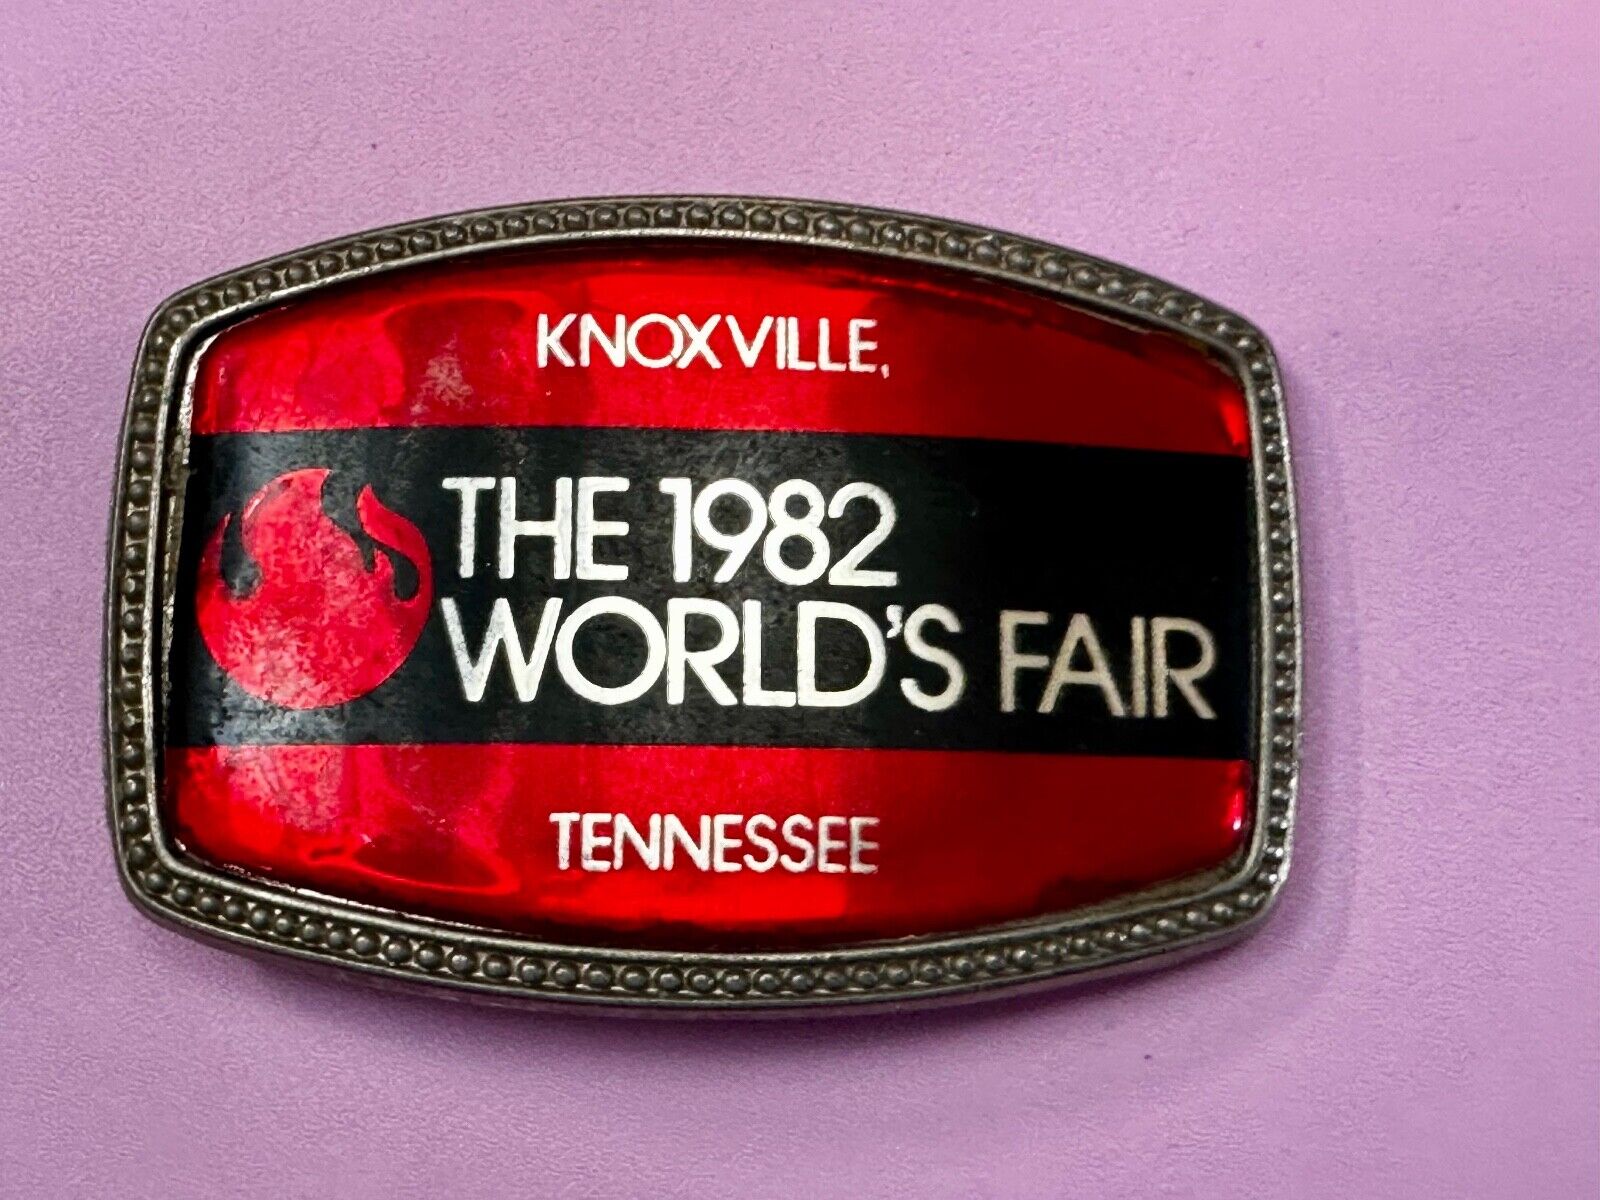 KNOXVILLE,
THE 1982
WORLD'S FAIR
TENNESSEE